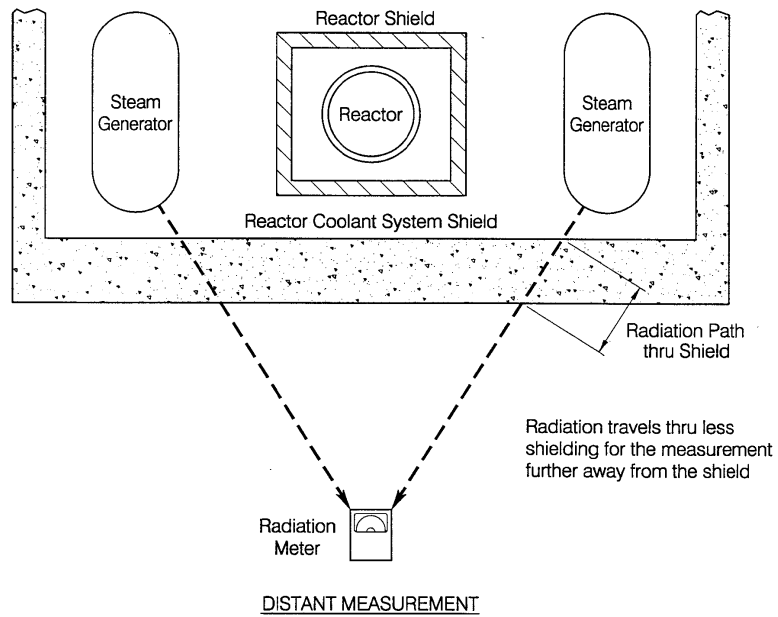 Reactor Shield
Steam
Generator
Reactor
Steam
Generator
Reactor Coolant System Shield
Radiation Path
thru Shield
Radiation travels thru less
shielding for the measurement
further away from the shield
Radiation
Meter
DISTANT MEASUREMENT